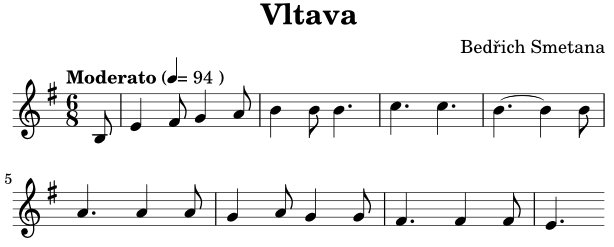 Vltava
Bedřich Smetana
Moderato (♩= 94 )
6
8
5